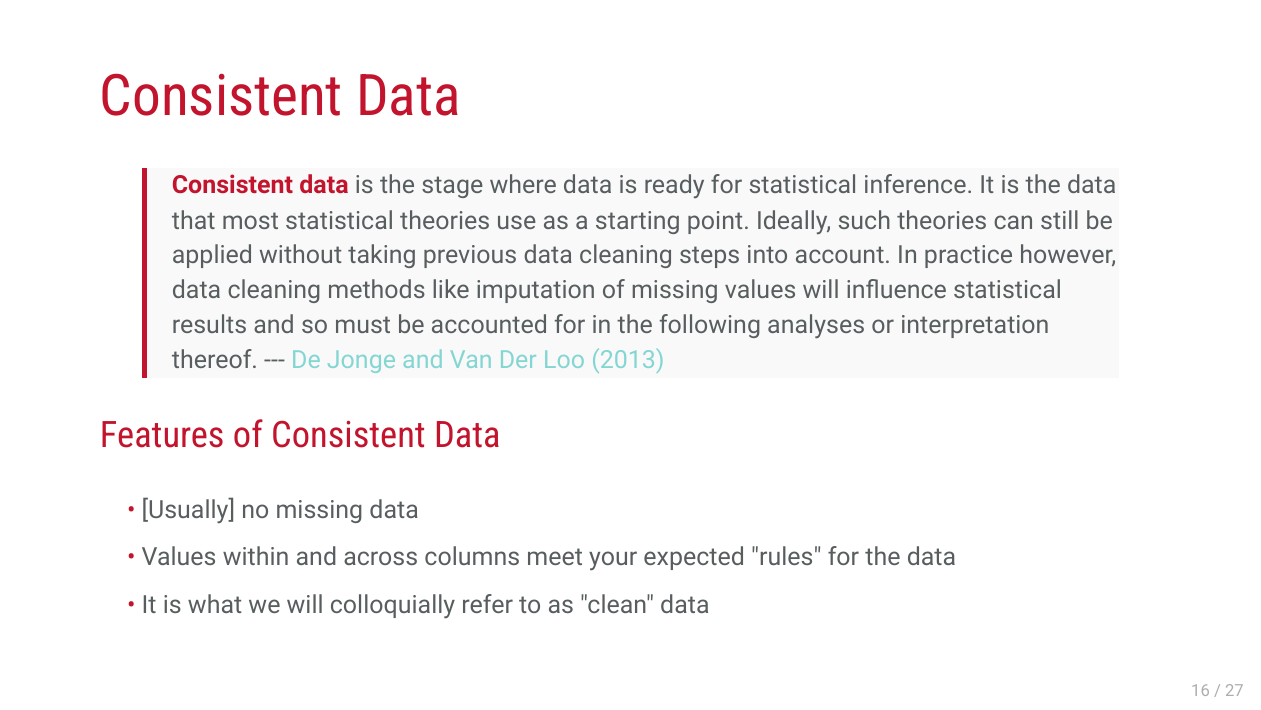 Consistent Data
Consistent data is the stage where data is ready for statistical inference. It is the data
that most statistical theories use as a starting point. Ideally, such theories can still be
applied without taking previous data cleaning steps into account. In practice however,
data cleaning methods like imputation of missing values will influence statistical
results and so must be accounted for in the following analyses or interpretation
thereof. --- De Jonge and Van Der Loo (2013)
Features of Consistent Data
• [Usually] no missing data
• Values within and across columns meet your expected "rules" for the data
• It is what we will colloquially refer to as "clean" data
16 / 27